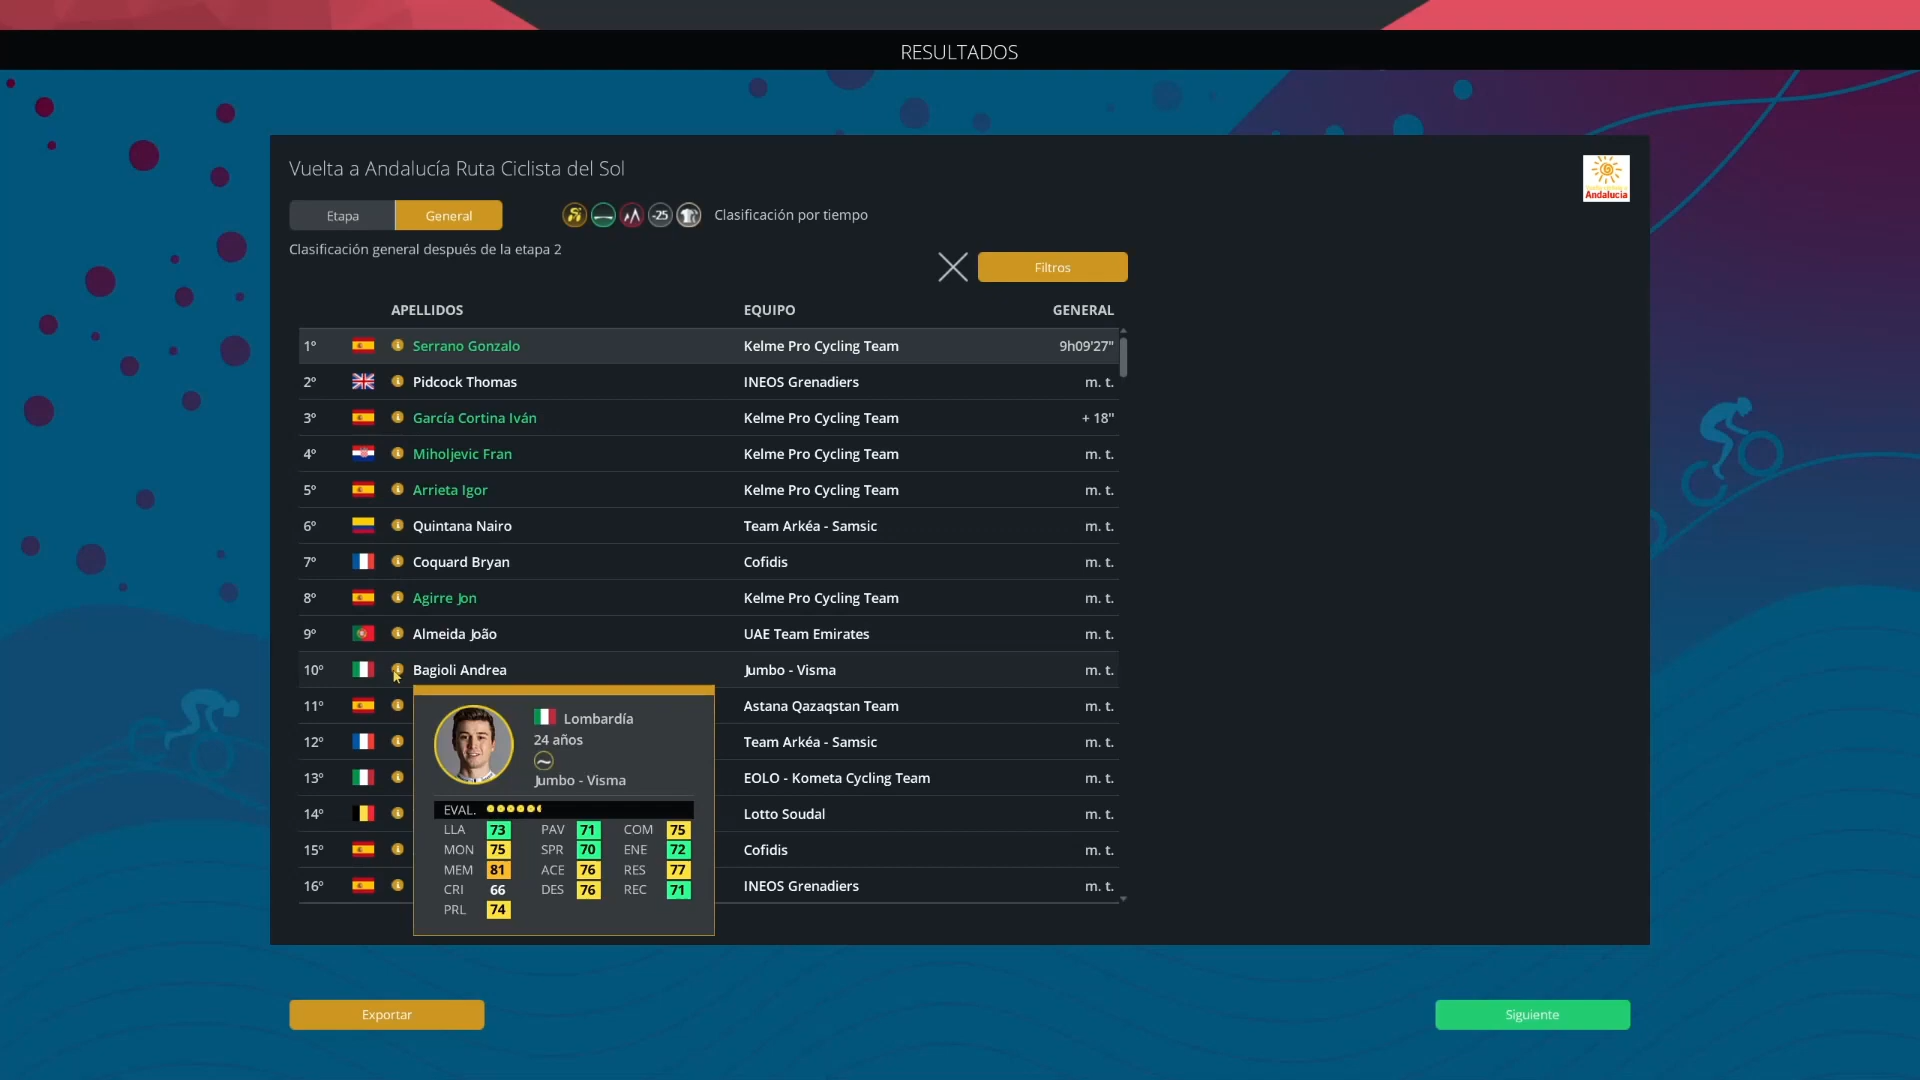 RESULTADOS
Vuelta a Andalucía Ruta Ciclista del Sol
Andalucía
Etapa General -25 Clasificación por tiempo
Clasificación general después de la etapa 2
Filtros
APELLIDOS EQUIPO GENERAL
1º Serrano Gonzalo Kelme Pro Cycling Team 9h09'27"
2º Pidcock Thomas INEOS Grenadiers m. t.
3º García Cortina Iván Kelme Pro Cycling Team + 18"
4º Miholjevic Fran Kelme Pro Cycling Team m. t.
5º Arrieta Igor Kelme Pro Cycling Team m. t.
6º Quintana Nairo Team Arkéa - Samsic m. t.
7º Coquard Bryan Cofidis m. t.
8º Agirre Jon Kelme Pro Cycling Team m. t.
9º Almeida João UAE Team Emirates m. t.
10º Bagioli Andrea Jumbo - Visma m. t.
11º Astana Qazaqstan Team m. t.
12º Team Arkéa - Samsic m. t.
13º EOLO - Kometa Cycling Team m. t.
14º Lotto Soudal m. t.
15º Cofidis m. t.
16º INEOS Grenadiers m. t.
Lombardía
24 años
Jumbo - Visma
EVAL.
LLA 73 PAV 71 COM 75
MON 75 SPR 70 ENE 72
MEM 81 ACE 76 RES 77
CRI 66 DES 76 REC 71
PRL 74
Exportar Siguiente